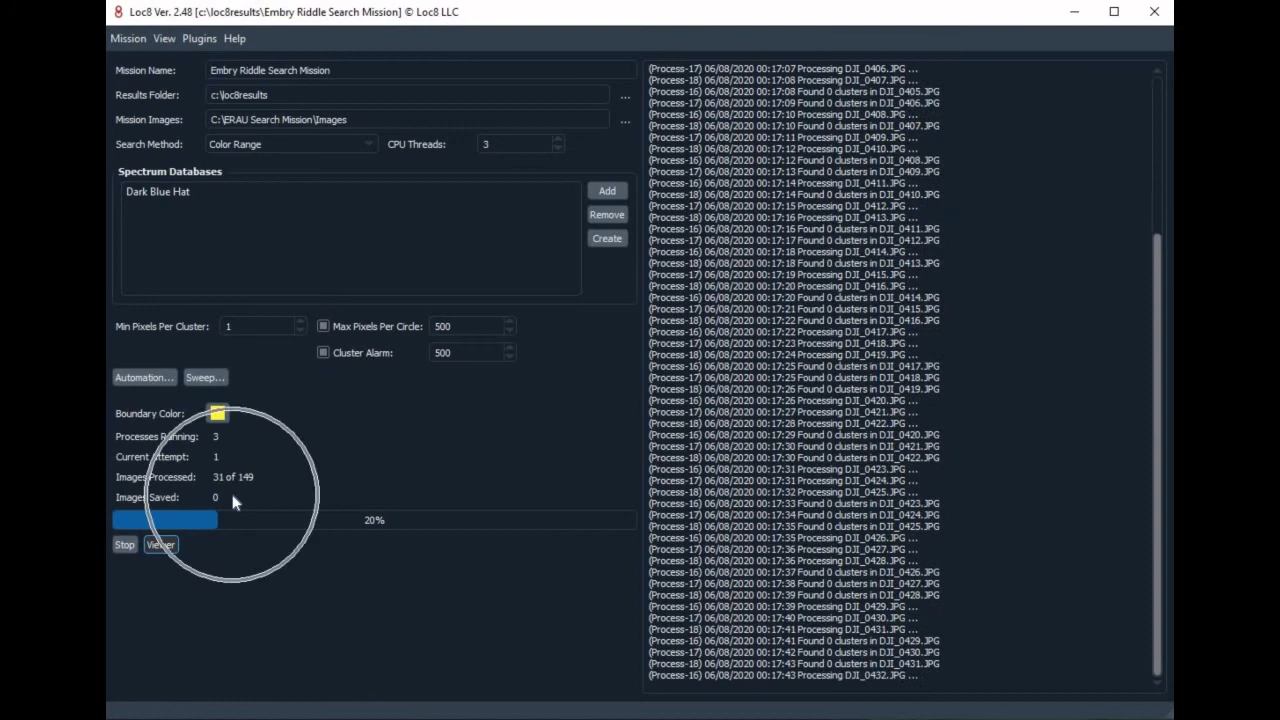 Loc8 Ver. 2.48 [c:\loc8results\Embry Riddle Search Mission] © Loc8 LLC
Mission View Plugins Help
Mission Name: Embry Riddle Search Mission
Results Folder: c:\loc8results ...
Mission Images: C:\ERAU Search Mission\Images ...
Search Method: Color Range CPU Threads: 3
Spectrum Databases
Dark Blue Hat
Add
Remove
Create
Min Pixels Per Cluster: 1 Max Pixels Per Circle: 500
Cluster Alarm: 500
Automation... Sweep...
Boundary Color:
Processes Running: 3
Current Attempt: 1
Images Processed: 31 of 149
Images Saved: 0
20%
Stop Viewer
(Process-17) 06/08/2020 00:17:07 Processing DJI_0406.JPG ...
(Process-18) 06/08/2020 00:17:08 Processing DJI_0407.JPG ...
(Process-16) 06/08/2020 00:17:08 Found 0 clusters in DJI_0405.JPG
(Process-17) 06/08/2020 00:17:09 Found 0 clusters in DJI_0406.JPG
(Process-16) 06/08/2020 00:17:10 Processing DJI_0408.JPG ...
(Process-18) 06/08/2020 00:17:10 Found 0 clusters in DJI_0407.JPG
(Process-17) 06/08/2020 00:17:11 Processing DJI_0409.JPG ...
(Process-18) 06/08/2020 00:17:12 Processing DJI_0410.JPG ...
(Process-16) 06/08/2020 00:17:12 Found 0 clusters in DJI_0408.JPG
(Process-17) 06/08/2020 00:17:13 Found 0 clusters in DJI_0409.JPG
(Process-16) 06/08/2020 00:17:14 Processing DJI_0411.JPG ...
(Process-18) 06/08/2020 00:17:14 Found 0 clusters in DJI_0410.JPG
(Process-17) 06/08/2020 00:17:15 Processing DJI_0412.JPG ...
(Process-18) 06/08/2020 00:17:16 Processing DJI_0413.JPG ...
(Process-16) 06/08/2020 00:17:16 Found 0 clusters in DJI_0411.JPG
(Process-17) 06/08/2020 00:17:17 Found 0 clusters in DJI_0412.JPG
(Process-16) 06/08/2020 00:17:18 Processing DJI_0414.JPG ...
(Process-18) 06/08/2020 00:17:18 Found 0 clusters in DJI_0413.JPG
(Process-17) 06/08/2020 00:17:19 Processing DJI_0415.JPG ...
(Process-18) 06/08/2020 00:17:20 Processing DJI_0416.JPG ...
(Process-16) 06/08/2020 00:17:20 Found 0 clusters in DJI_0414.JPG
(Process-17) 06/08/2020 00:17:21 Found 0 clusters in DJI_0415.JPG
(Process-18) 06/08/2020 00:17:22 Found 0 clusters in DJI_0416.JPG
(Process-16) 06/08/2020 00:17:22 Processing DJI_0417.JPG ...
(Process-17) 06/08/2020 00:17:23 Processing DJI_0418.JPG ...
(Process-18) 06/08/2020 00:17:24 Processing DJI_0419.JPG ...
(Process-16) 06/08/2020 00:17:25 Found 0 clusters in DJI_0417.JPG
(Process-17) 06/08/2020 00:17:25 Found 0 clusters in DJI_0418.JPG
(Process-18) 06/08/2020 00:17:26 Found 0 clusters in DJI_0419.JPG
(Process-16) 06/08/2020 00:17:26 Processing DJI_0420.JPG ...
(Process-17) 06/08/2020 00:17:27 Processing DJI_0421.JPG ...
(Process-18) 06/08/2020 00:17:28 Processing DJI_0422.JPG ...
(Process-16) 06/08/2020 00:17:29 Found 0 clusters in DJI_0420.JPG
(Process-17) 06/08/2020 00:17:30 Found 0 clusters in DJI_0421.JPG
(Process-18) 06/08/2020 00:17:30 Found 0 clusters in DJI_0422.JPG
(Process-16) 06/08/2020 00:17:31 Processing DJI_0423.JPG ...
(Process-17) 06/08/2020 00:17:31 Processing DJI_0424.JPG ...
(Process-18) 06/08/2020 00:17:32 Processing DJI_0425.JPG ...
(Process-16) 06/08/2020 00:17:33 Found 0 clusters in DJI_0423.JPG
(Process-17) 06/08/2020 00:17:34 Found 0 clusters in DJI_0424.JPG
(Process-18) 06/08/2020 00:17:35 Found 0 clusters in DJI_0425.JPG
(Process-16) 06/08/2020 00:17:35 Processing DJI_0426.JPG ...
(Process-17) 06/08/2020 00:17:36 Processing DJI_0427.JPG ...
(Process-18) 06/08/2020 00:17:36 Processing DJI_0428.JPG ...
(Process-16) 06/08/2020 00:17:37 Found 0 clusters in DJI_0426.JPG
(Process-17) 06/08/2020 00:17:38 Found 0 clusters in DJI_0427.JPG
(Process-18) 06/08/2020 00:17:39 Found 0 clusters in DJI_0428.JPG
(Process-16) 06/08/2020 00:17:39 Processing DJI_0429.JPG ...
(Process-17) 06/08/2020 00:17:40 Processing DJI_0430.JPG ...
(Process-18) 06/08/2020 00:17:41 Processing DJI_0431.JPG ...
(Process-16) 06/08/2020 00:17:41 Found 0 clusters in DJI_0429.JPG
(Process-17) 06/08/2020 00:17:42 Found 0 clusters in DJI_0430.JPG
(Process-18) 06/08/2020 00:17:43 Found 0 clusters in DJI_0431.JPG
(Process-16) 06/08/2020 00:17:43 Processing DJI_0432.JPG ...